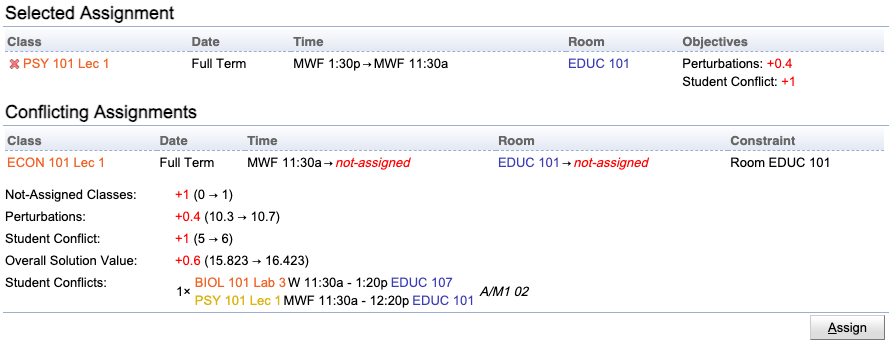 Selected Assignment
Class Date Time Room Objectives
PSY 101 Lec 1 Full Term MWF 1:30p→MWF 11:30a EDUC 101 Perturbations: +0.4
Student Conflict: +1
Conflicting Assignments
Class Date Time Room Constraint
ECON 101 Lec 1 Full Term MWF 11:30a→not-assigned EDUC 101→not-assigned Room EDUC 101
Not-Assigned Classes: +1 (0 → 1)
Perturbations: +0.4 (10.3 → 10.7)
Student Conflict: +1 (5 → 6)
Overall Solution Value: +0.6 (15.823 → 16.423)
Student Conflicts: 1× BIOL 101 Lab 3 W 11:30a - 1:20p EDUC 107 A/M1 02
PSY 101 Lec 1 MWF 11:30a - 12:20p EDUC 101
Assign